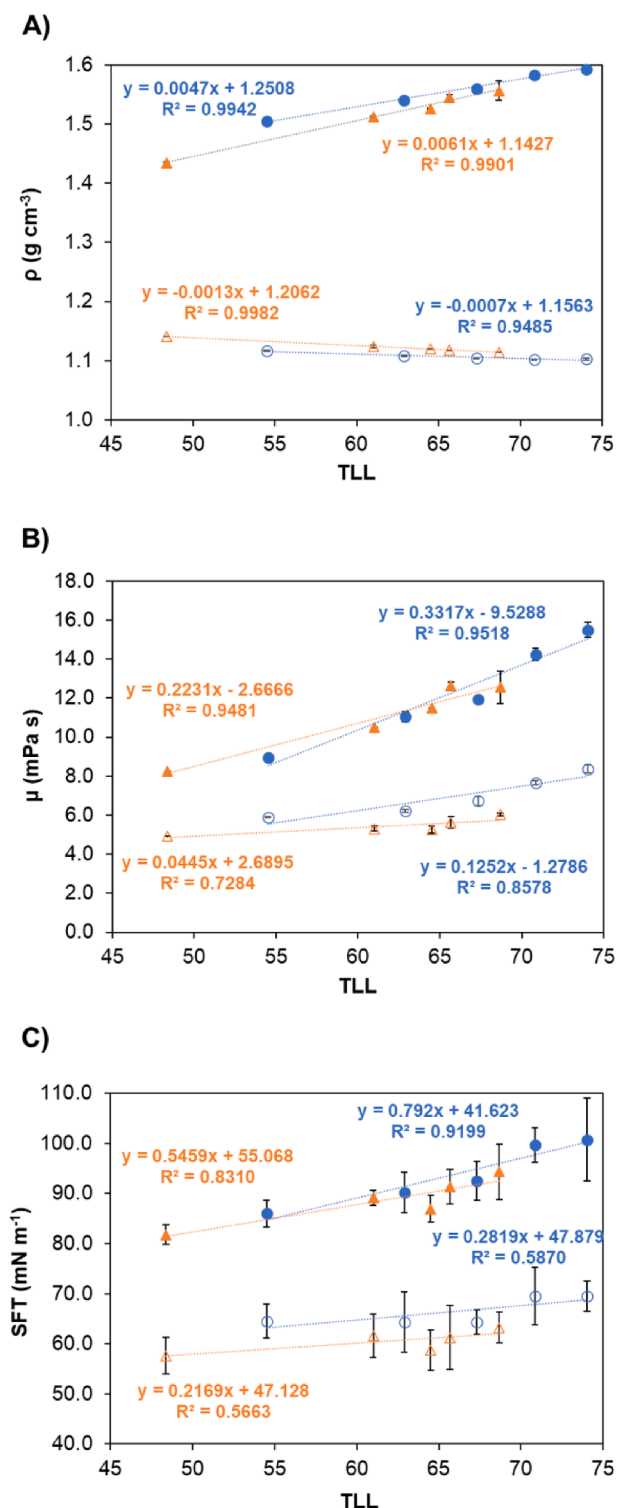 A)
1.6
1.5
1.4
1.3
1.2
1.1
1.0
ρ (g cm⁻³)
y = 0.0047x + 1.2508
R² = 0.9942
y = 0.0061x + 1.1427
R² = 0.9901
y = -0.0013x + 1.2062
R² = 0.9982
y = -0.0007x + 1.1563
R² = 0.9485
45 50 55 60 65 70 75
TLL
B)
18.0
16.0
14.0
12.0
10.0
8.0
6.0
4.0
2.0
0.0
μ (mPa s)
y = 0.3317x - 9.5288
R² = 0.9518
y = 0.2231x - 2.6666
R² = 0.9481
y = 0.0445x + 2.6895
R² = 0.7284
y = 0.1252x - 1.2786
R² = 0.8578
45 50 55 60 65 70 75
TLL
C)
110.0
100.0
90.0
80.0
70.0
60.0
50.0
40.0
SFT (mN m⁻¹)
y = 0.792x + 41.623
R² = 0.9199
y = 0.5459x + 55.068
R² = 0.8310
y = 0.2819x + 47.879
R² = 0.5870
y = 0.2169x + 47.128
R² = 0.5663
45 50 55 60 65 70 75
TLL